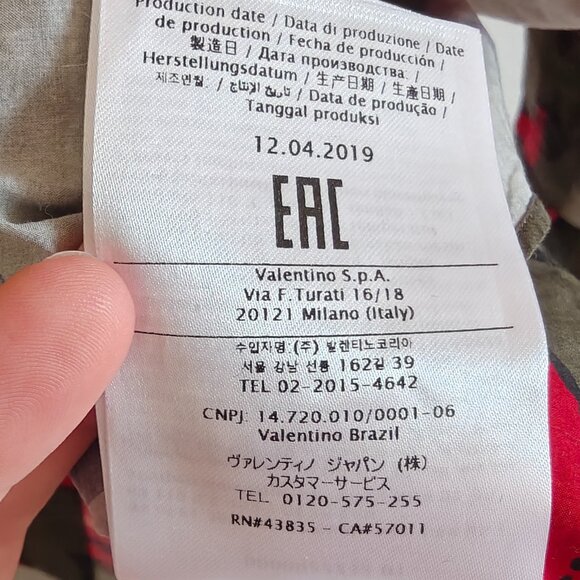 Production date / Data di produzione / Date
de production / Fecha de producción /
製造日 / Дата производства: /
Herstellungsdatum / 生产日期 / 生產日期 /
제조연월: / تاريخ الإنتاج / Data de produção /
Tanggal produksi
12.04.2019
EAC
Valentino S.p.A.
Via F.Turati 16/18
20121 Milano (Italy)
수입자명:(주) 발렌티노코리아
서울 강남 선릉 162길 39
TEL 02-2015-4642
CNPJ: 14.720.010/0001-06
Valentino Brazil
ヴァレンティノ ジャパン (株)
カスタマーサービス
TEL 0120-575-255
RN#43835 - CA#57011